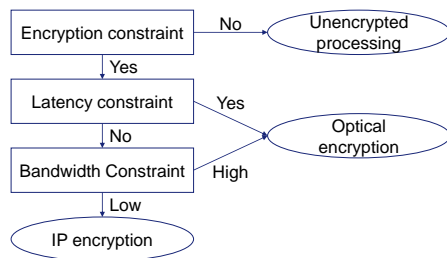 Encryption constraint
No
Unencrypted
processing
Yes
Latency constraint
Yes
No
Optical
encryption
Bandwidth Constraint
High
Low
IP encryption